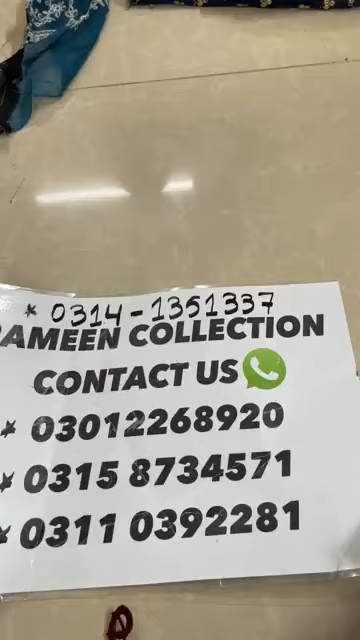 * 0314-1351337
AMEEN COLLECTION
CONTACT US
* 03012268920
* 0315 8734571
* 0311 0392281